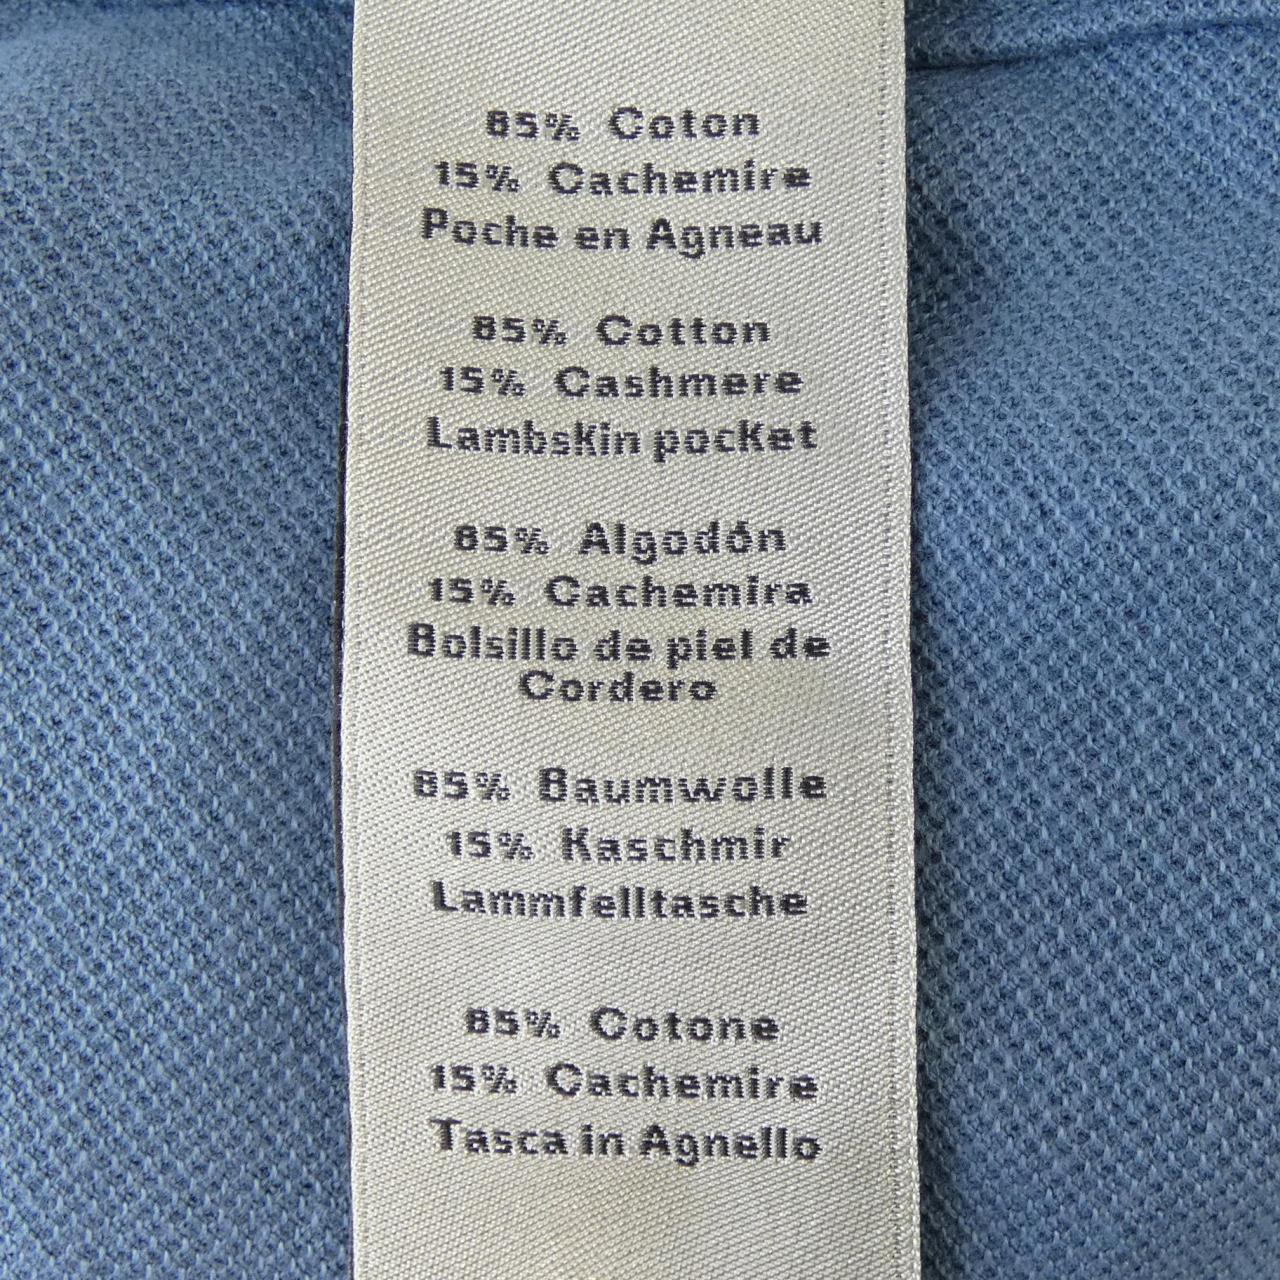 85% Coton
15% Cachemire
Poche en Agneau
85% Cotton
15% Cashmere
Lambskin pocket
85% Algodón
15% Cachemira
Bolsillo de piel de
Cordero
85% Baumwolle
15% Kaschmir
Lammfelltasche
85% Cotone
15% Cachemire
Tasca in Agnello